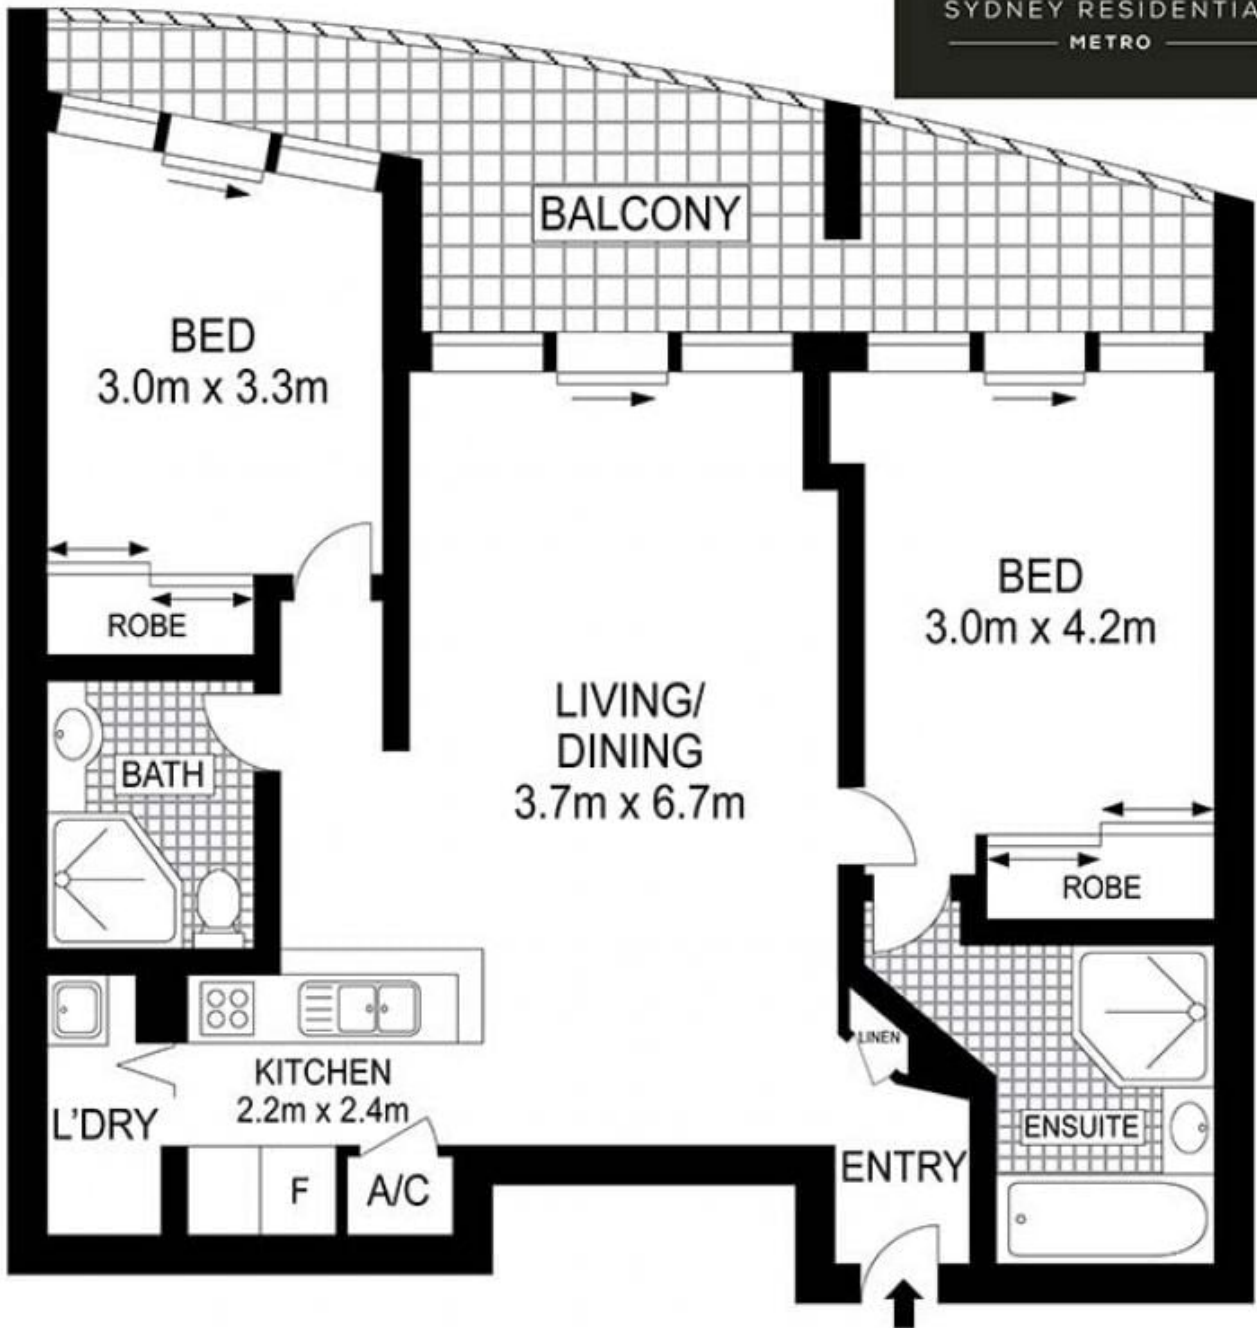 SYDNEY RESIDENTIA
METRO
BALCONY
BED
3.0m x 3.3m
ROBE
BED
3.0m x 4.2m
LIVING/
DINING
3.7m x 6.7m
BATH
ROBE
LINEN
KITCHEN
2.2m x 2.4m
L'DRY
ENSUITE
ENTRY
F
A/C